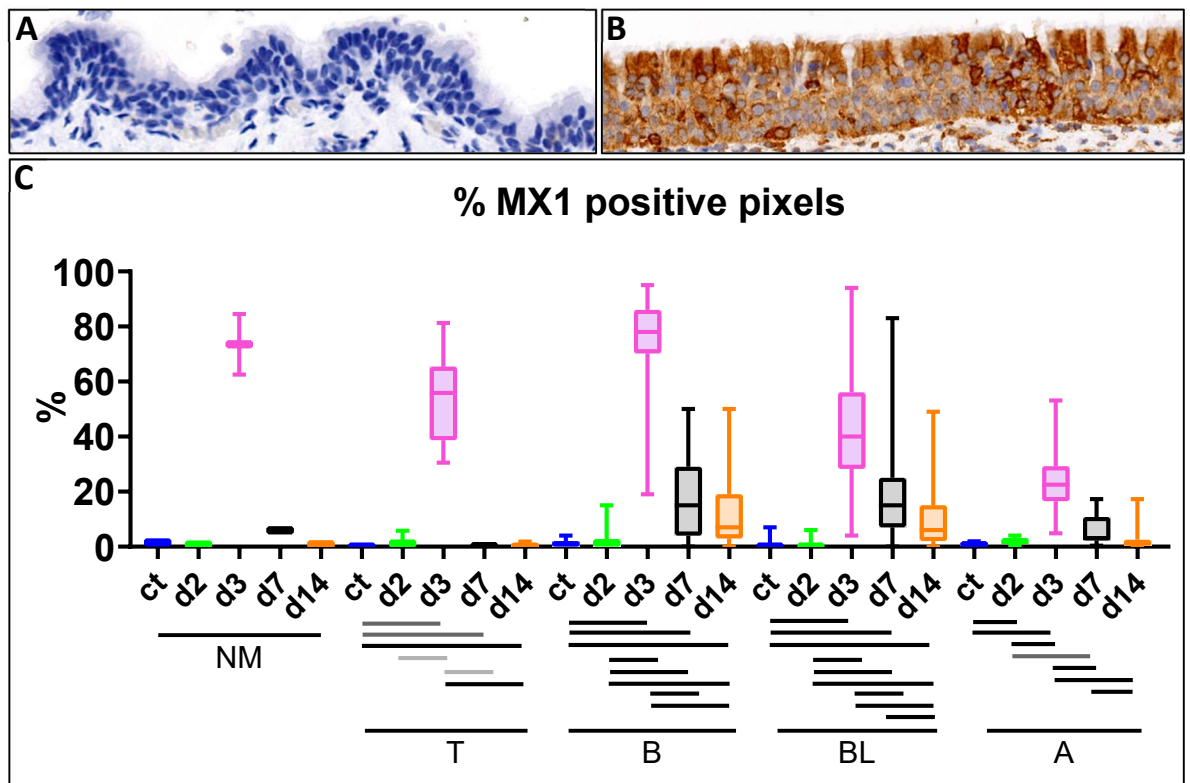 A
B
C
% MX1 positive pixels
100
80
60
40
20
0
%
ct d2 d3 d7 d14 ct d2 d3 d7 d14 ct d2 d3 d7 d14 ct d2 d3 d7 d14 ct d2 d3 d7 d14
NM
T B BL A